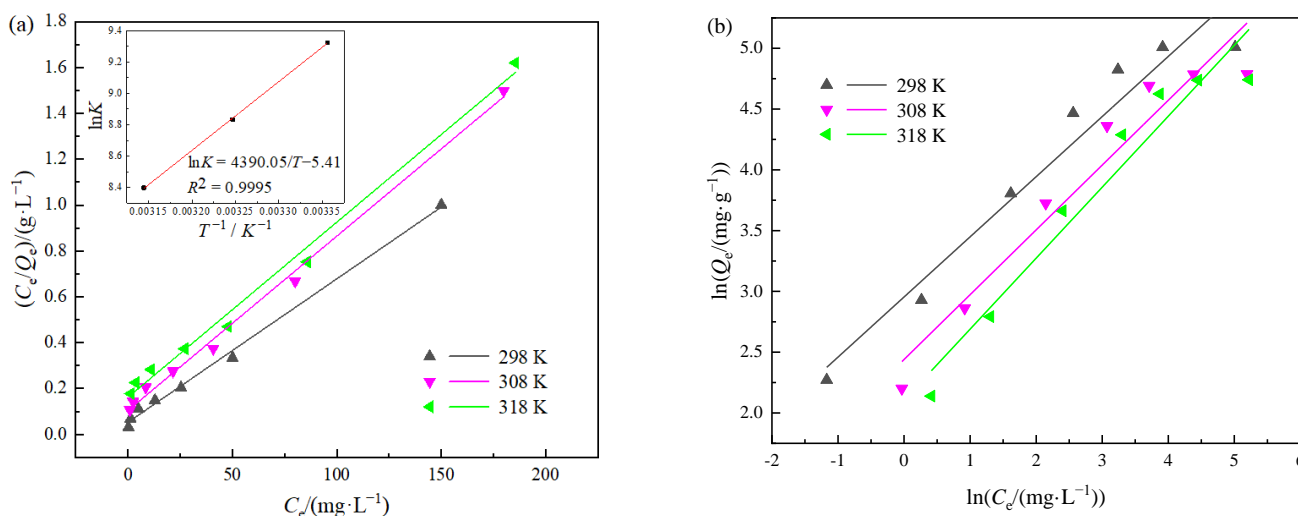 (a)
1.8
1.6
1.4
1.2
1.0
0.8
0.6
0.4
0.2
0.0
(Cₑ/Qₑ)/(g·L⁻¹)
0
50
100
150
200
Cₑ/(mg·L⁻¹)
9.4
9.2
9.0
8.8
8.6
8.4
lnK
lnK = 4390.05/T−5.41
R² = 0.9995
0.00315 0.00320 0.00325 0.00330 0.00335
T⁻¹ / K⁻¹
298 K
308 K
318 K
(b)
5.0
4.5
4.0
3.5
3.0
2.5
2.0
ln(Qₑ/(mg·g⁻¹))
298 K
308 K
318 K
-2 -1 0 1 2 3 4 5 6
ln(Cₑ/(mg·L⁻¹))